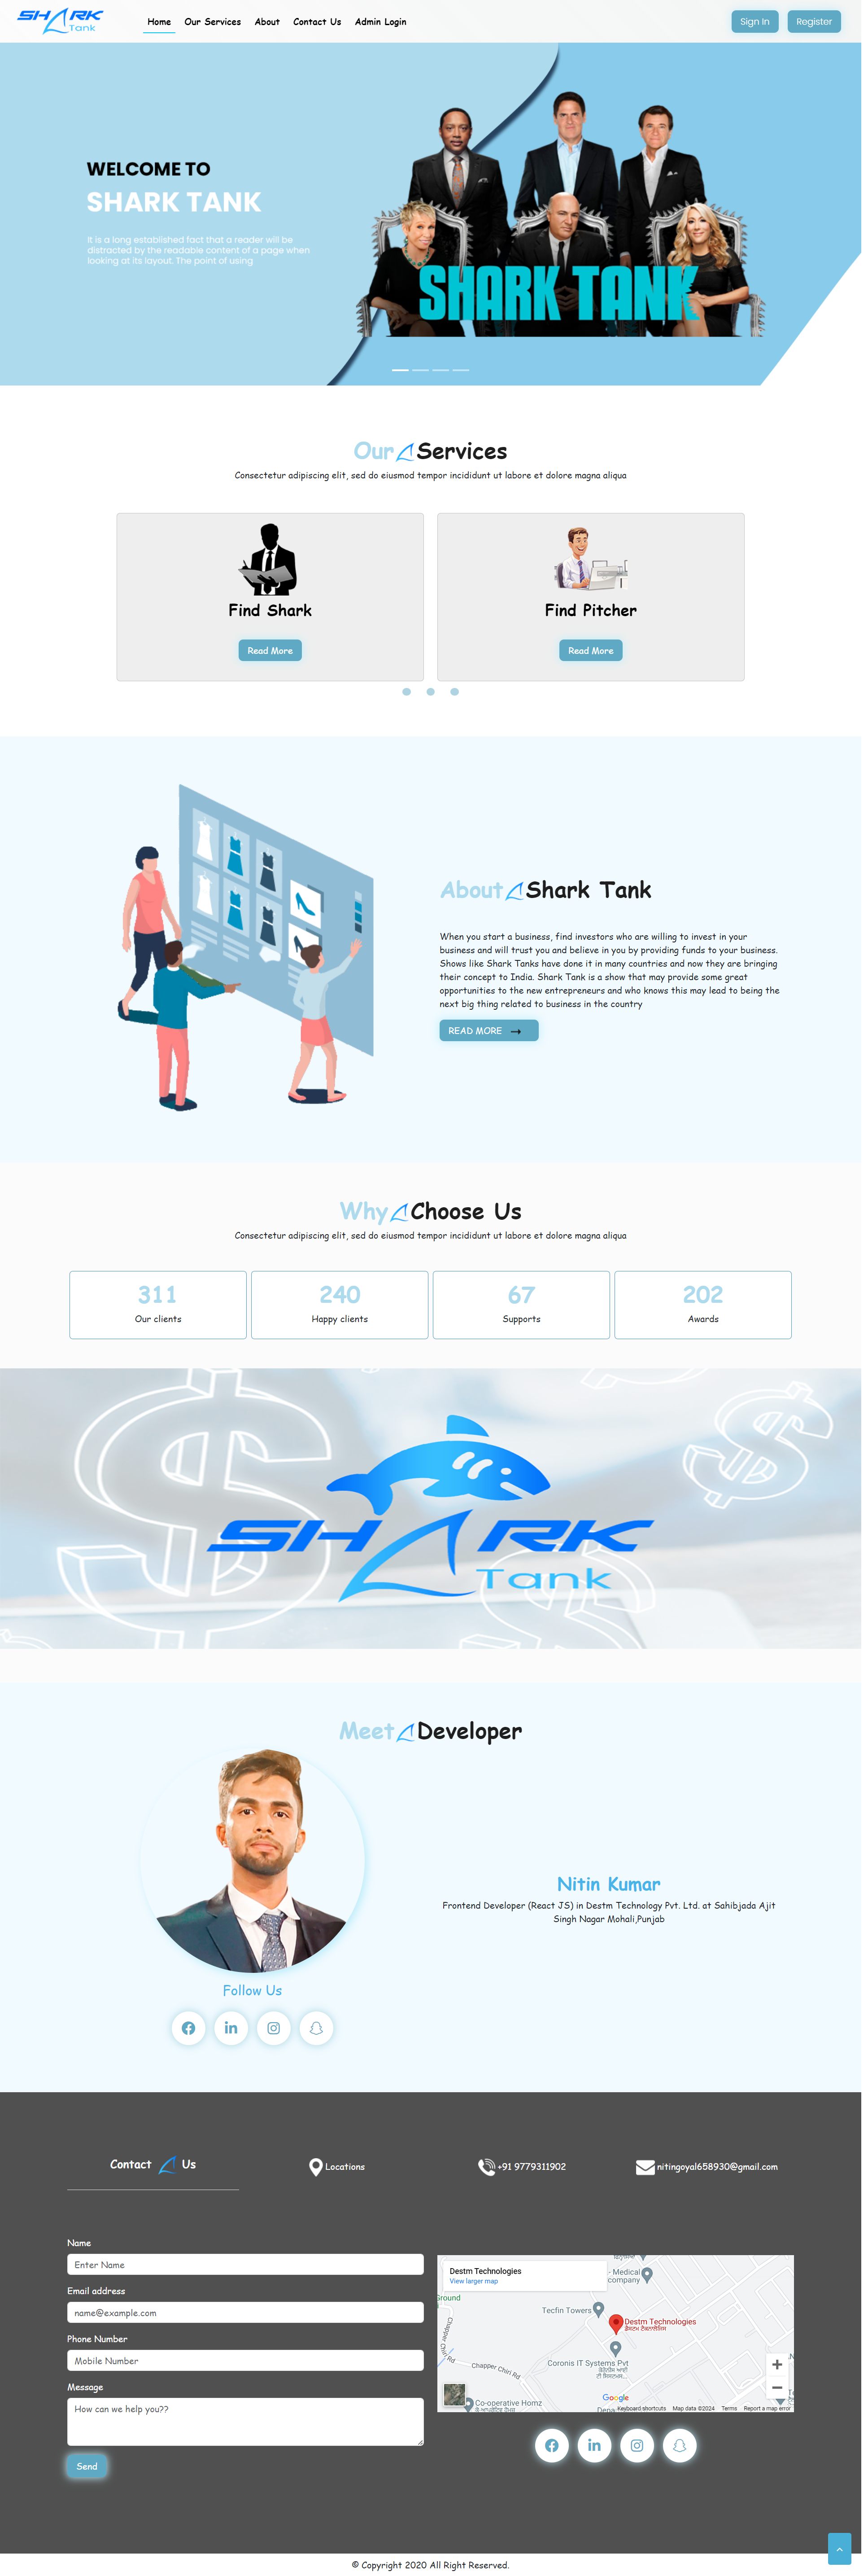 SHARK
Tank
Home Our Services About Contact Us Admin Login
Sign In Register
WELCOME TO
SHARK TANK
It is a long established fact that a reader will be
distracted by the readable content of a page when
looking at its layout. The point of using
SHARK TANK
Our Services
Consectetur adipiscing elit, sed do eiusmod tempor incididunt ut labore et dolore magna aliqua
Find Shark
Read More
Find Pitcher
Read More
About Shark Tank
When you start a business, find investors who are willing to invest in your
business and will trust you and believe in you by providing funds to your business.
Shows like Shark Tanks have done it in many countries and now they are bringing
their concept to India. Shark Tank is a show that may provide some great
opportunities to the new entrepreneurs and who knows this may lead to being the
next big thing related to business in the country
READ MORE
Why Choose Us
Consectetur adipiscing elit, sed do eiusmod tempor incididunt ut labore et dolore magna aliqua
311
Our clients
240
Happy clients
67
Supports
202
Awards
SHARK
Tank
Meet Developer
Nitin Kumar
Frontend Developer (React JS) in Destm Technology Pvt. Ltd. at Sahibjada Ajit
Singh Nagar Mohali,Punjab
Follow Us
Contact Us
Locations
+91 9779311902
nitingoyal658930@gmail.com
Name
Enter Name
Email address
name@example.com
Phone Number
Mobile Number
Message
How can we help you??
Send
Destm Technologies
View larger map
Medical
company
Ground
Tecfin Towers
Destm Technologies
Chapper Chiri Rd
Chapper Chiri Rd
Coronis IT Systems Pvt
Co-operative Homz
Google
Keyboard shortcuts Map data ©2024 Terms Report a map error
© Copyright 2020 All Right Reserved.